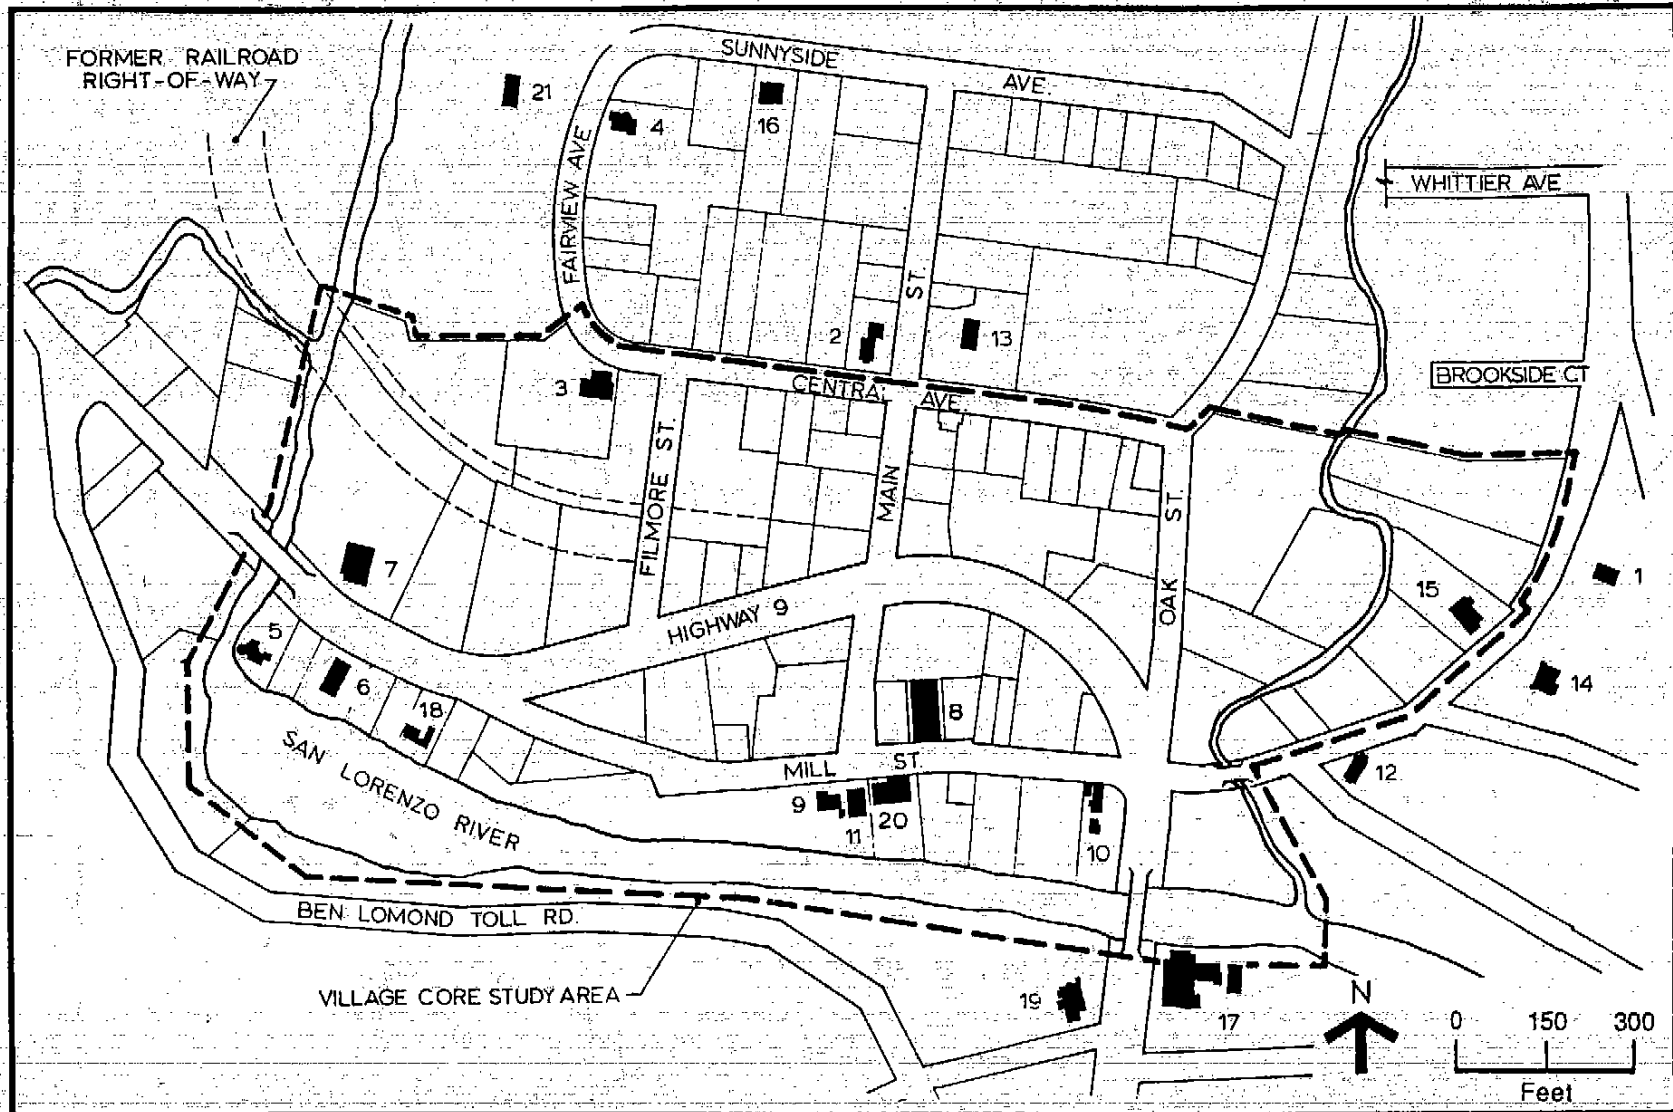 FORMER RAILROAD
RIGHT-OF-WAY
21
FAIRVIEW AVE
4
SUNNYSIDE
AVE.
16
WHITTIER AVE
ST.
2
13
3
CENTRAL
AVE.
BROOKSIDE CT
FILMORE ST.
MAIN
OAK ST
7
HIGHWAY 9
15
1
5
6
18
8
14
SAN LORENZO RIVER
MILL ST
12
9
11
20
10
BEN LOMOND TOLL RD.
VILLAGE CORE STUDY AREA
19
17
N
0 150 300
Feet